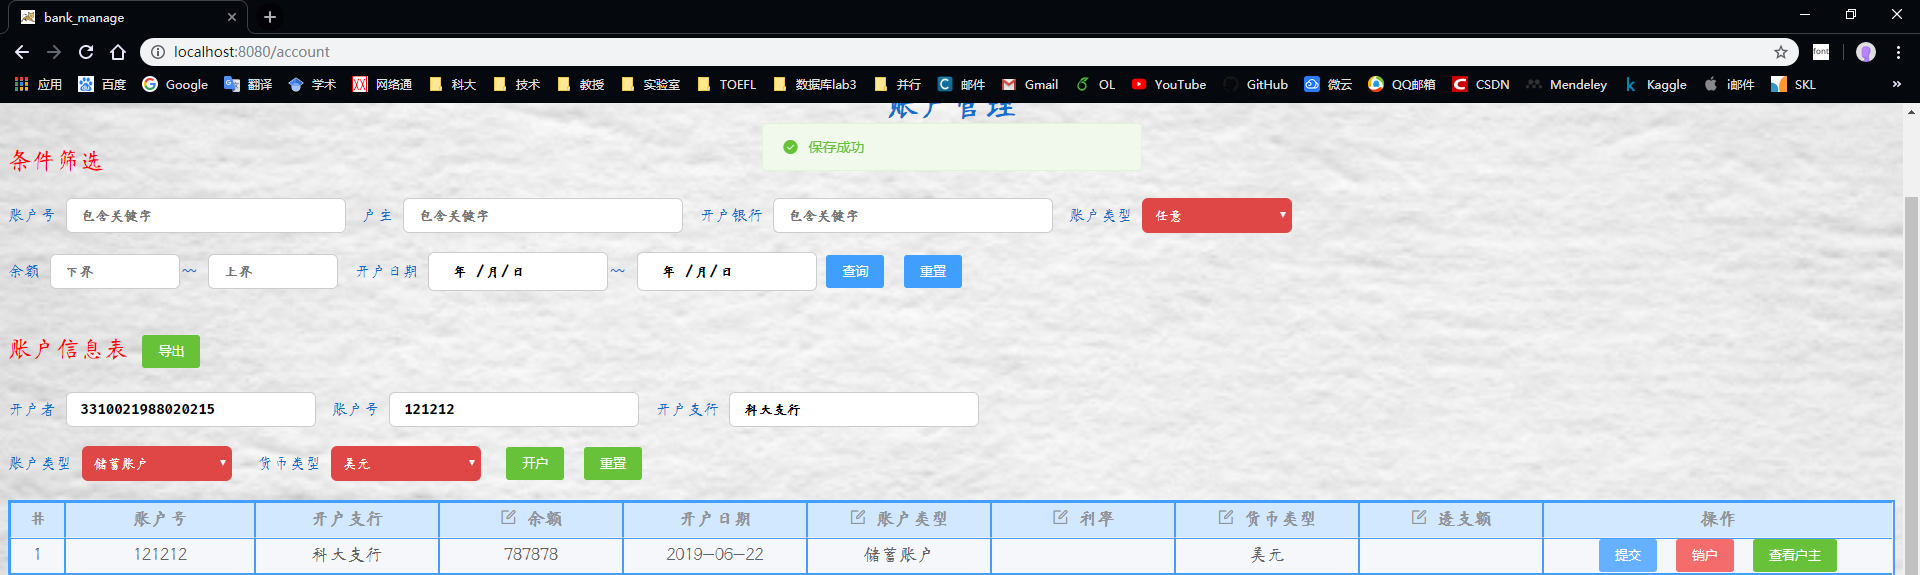 bank_manage
localhost:8080/account
font
应用 百度 Google 翻译 学术 网络通 科大 技术 教授 实验室 TOEFL 数据库lab3 并行 邮件 Gmail OL YouTube GitHub 微云 QQ邮箱 CSDN Mendeley Kaggle i邮件 SKL »
账户管理
保存成功
条件筛选
账户号 包含关键字 户主 包含关键字 开户银行 包含关键字 账户类型 任意
余额 下界 ~ 上界 开户日期 年 /月/日 ~ 年 /月/日 查询 重置
账户信息表 导出
开户者 3310021988020215 账户号 121212 开户支行 科大支行
账户类型 储蓄账户 货币类型 美元 开户 重置
# 账户号 开户支行 余额 开户日期 账户类型 利率 货币类型 透支额 操作
1 121212 科大支行 787878 2019-06-22 储蓄账户 美元 提交 销户 查看户主